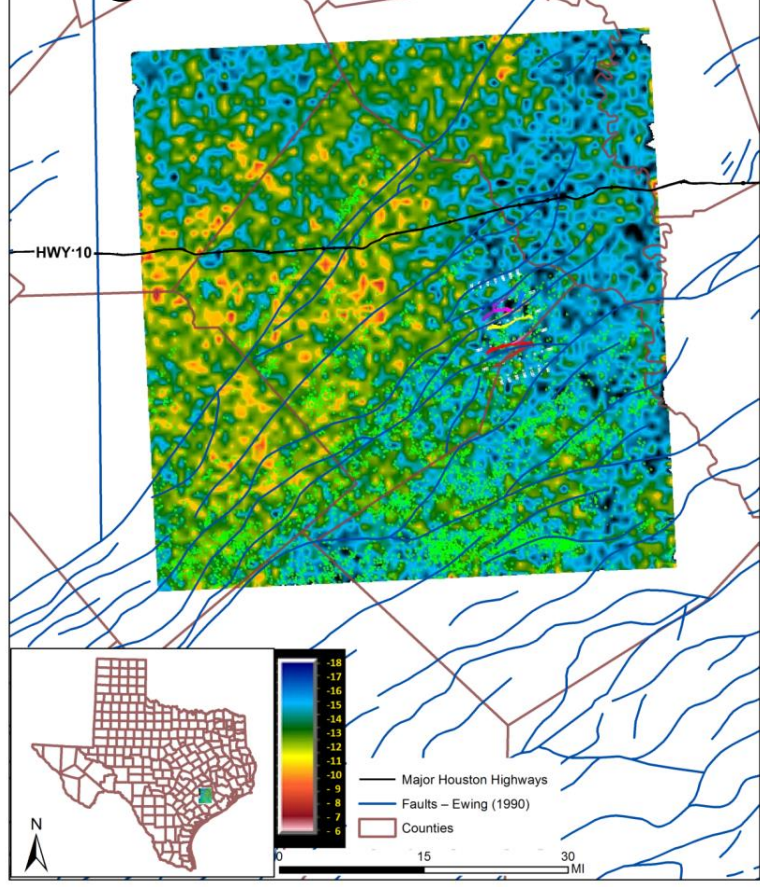 HWY 10
-18
-17
-16
-15
-14
-13
-12
-11
-10
- 9
- 8
- 7
- 6
Major Houston Highways
Faults – Ewing (1990)
Counties
N
0 15 30
MI